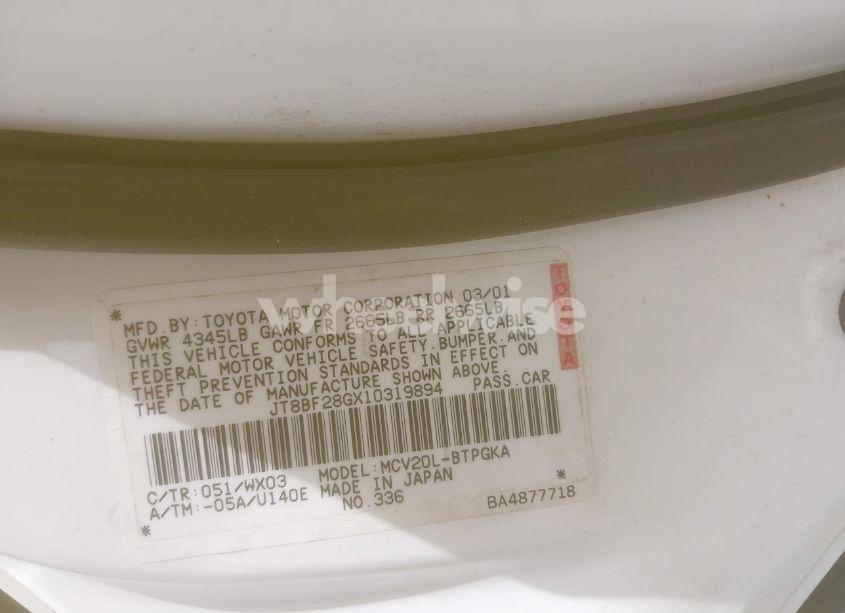 MFD. BY: TOYOTA MOTOR CORPORATION 03/01
GVWR 4345LB GAWR FR 2665LB RR 2665LB
THIS VEHICLE CONFORMS TO ALL APPLICABLE
FEDERAL MOTOR VEHICLE SAFETY. BUMPER. AND
THEFT PREVENTION STANDARDS IN EFFECT ON
THE DATE OF MANUFACTURE SHOWN ABOVE.
JT8BF28GX10319894 PASS. CAR
TOYOTA
C/TR: 051/WX03 MODEL: MCV20L-BTPGKA
A/TM: -05A/U140E MADE IN JAPAN
NO. 336 BA4877718
wheelwise